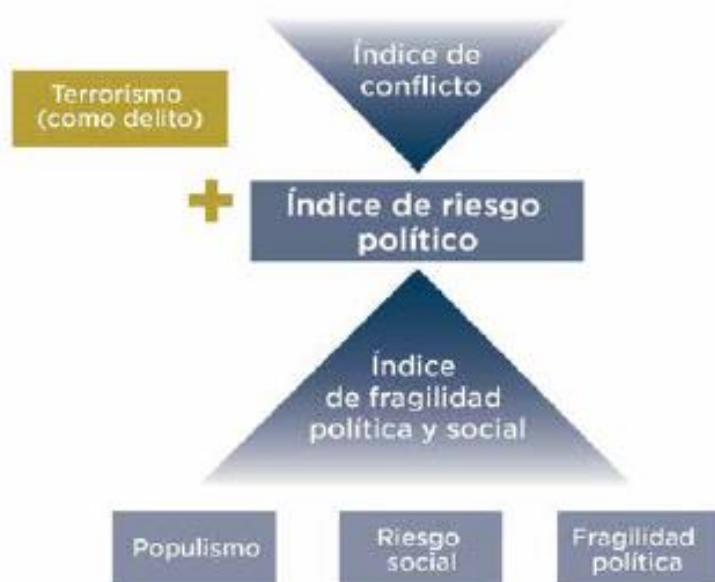 Índice de
conflicto
Terrorismo
(como delito)
+
Índice de riesgo
político
Índice
de fragilidad
política y social
Populismo
Riesgo
social
Fragilidad
política